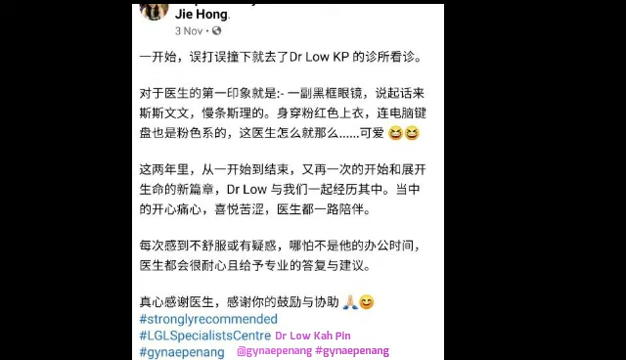 Jie Hong.
3 Nov ·
一开始，误打误撞下就去了Dr Low KP 的诊所看诊。
对于医生的第一印象就是:- 一副黑框眼镜，说起话来
斯斯文文，慢条斯理的。身穿粉红色上衣，连电脑键
盘也是粉色系的，这医生怎么就那么......可爱 😆😆
这两年里，从一开始到结束，又再一次的开始和展开
生命的新篇章，Dr Low 与我们一起经历其中。当中
的开心痛心，喜悦苦涩，医生都一路陪伴。
每次感到不舒服或有疑惑，哪怕不是他的办公时间，
医生都会很耐心且给予专业的答复与建议。
真心感谢医生，感谢你的鼓励与协助 🙏🏻😊
#stronglyrecommended
#LGLSpecialistsCentre Dr Low Kah Pin
#gynaepenang @gynaepenang #gynaepenang